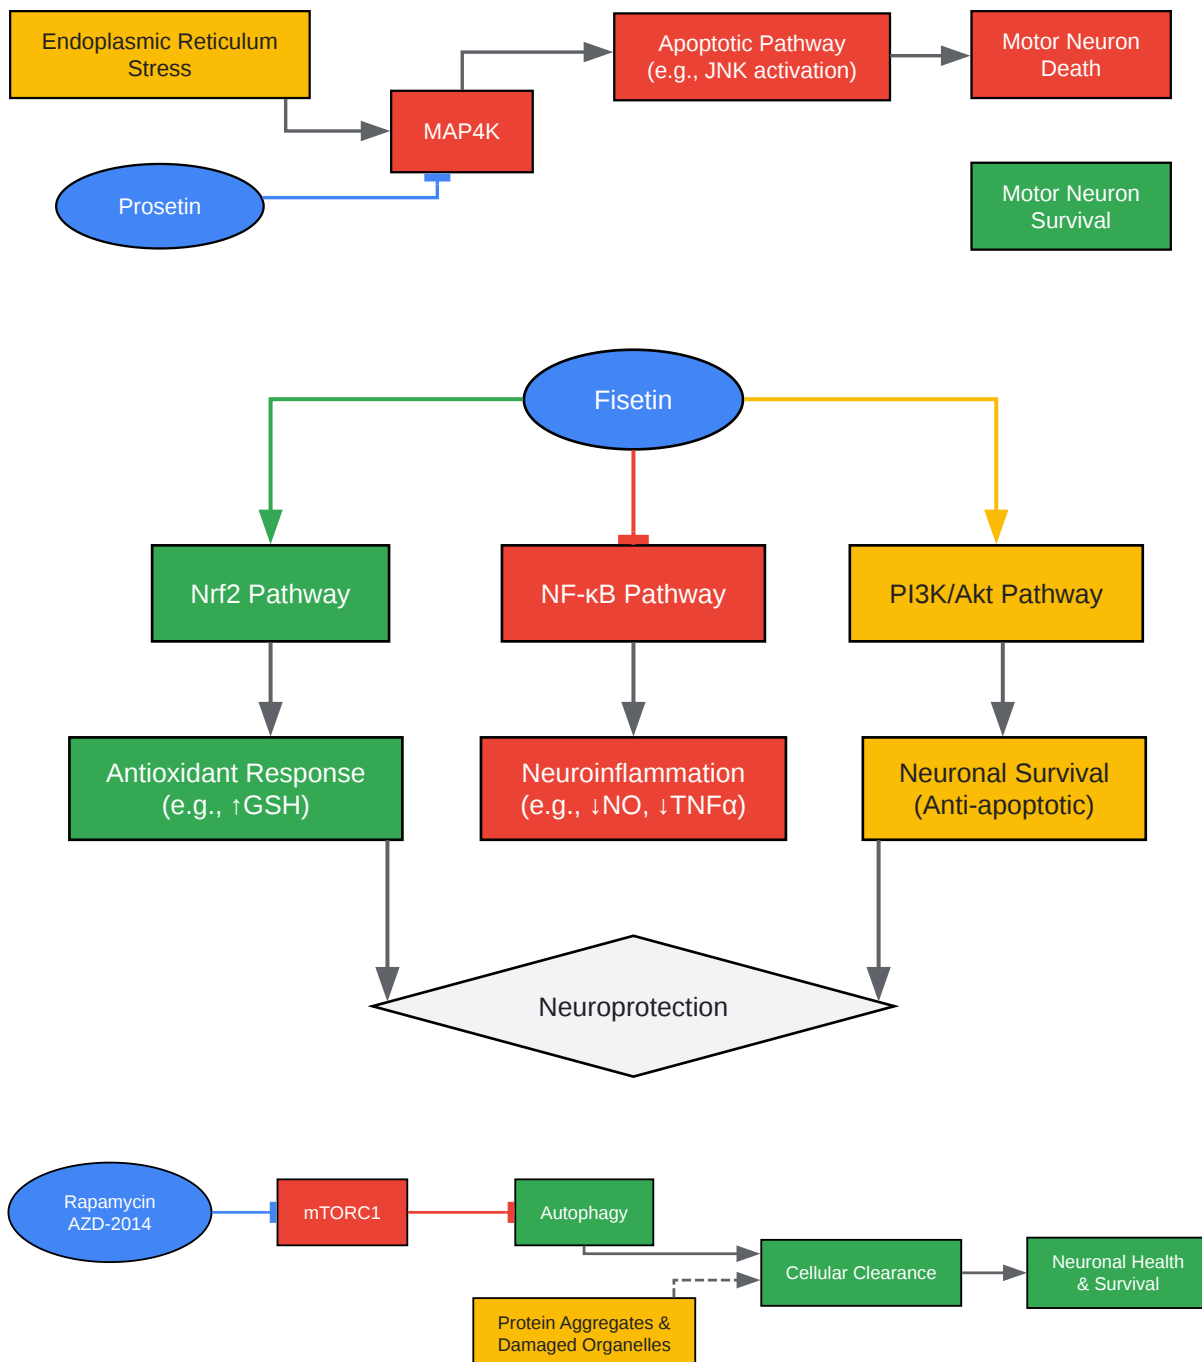 Endoplasmic Reticulum
Stress
Apoptotic Pathway
(e.g., JNK activation)
Motor Neuron
Death
MAP4K
Prosetin
Motor Neuron
Survival
Fisetin
Nrf2 Pathway
NF-κB Pathway
PI3K/Akt Pathway
Antioxidant Response
(e.g., ↑GSH)
Neuroinflammation
(e.g., ↓NO, ↓TNFα)
Neuronal Survival
(Anti-apoptotic)
Neuroprotection
Rapamycin
AZD-2014
mTORC1
Autophagy
Cellular Clearance
Neuronal Health
& Survival
Protein Aggregates &
Damaged Organelles